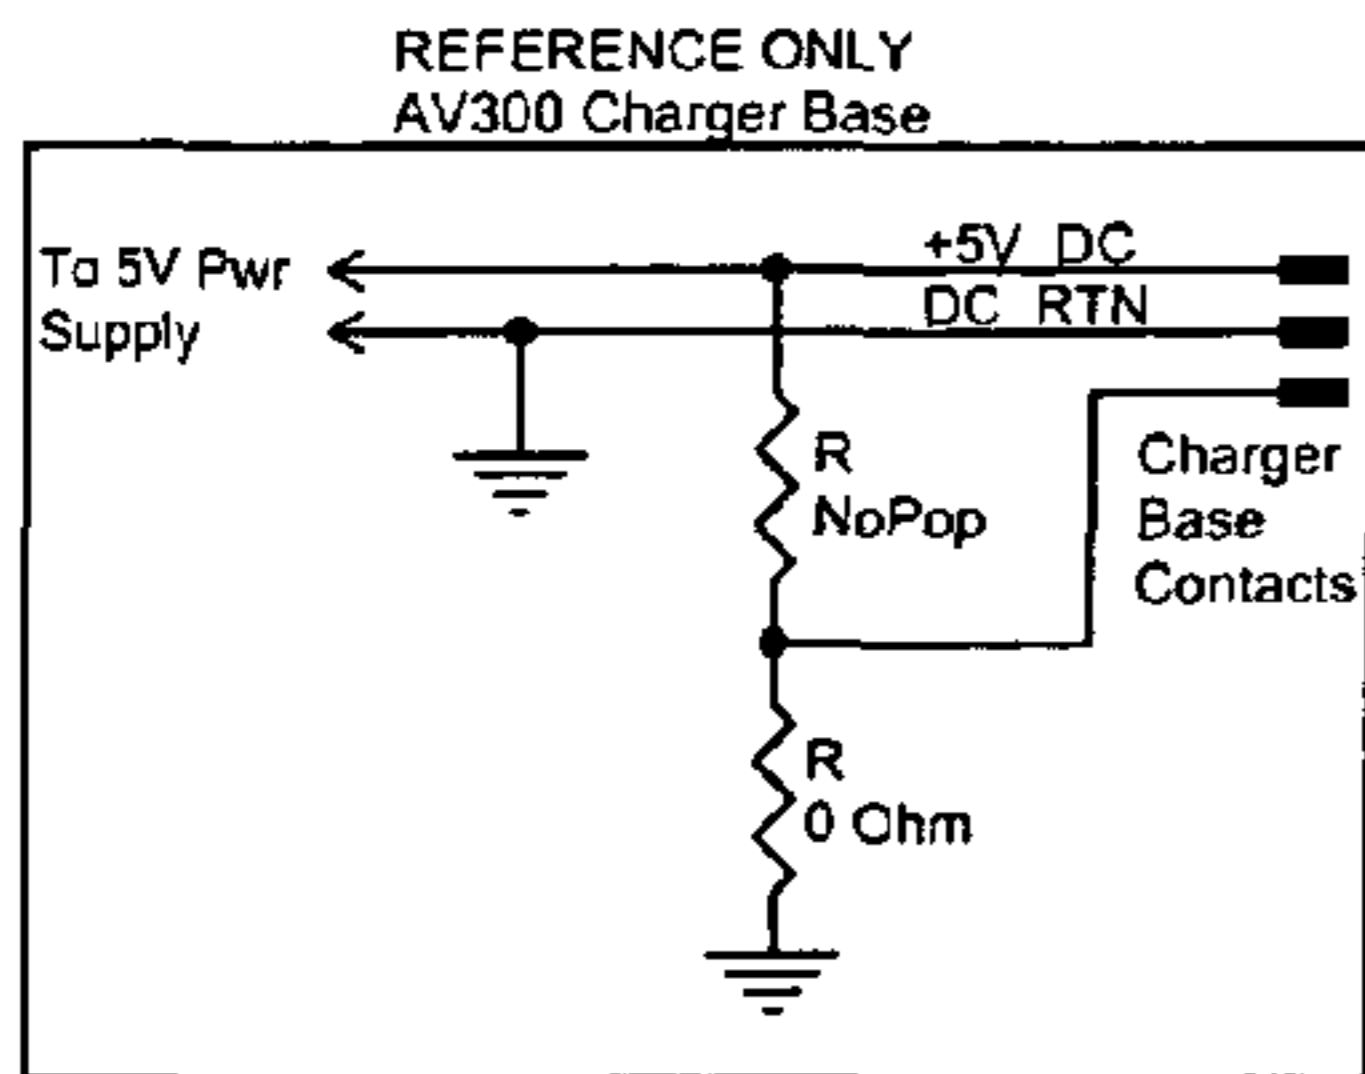 REFERENCE ONLY
AV300 Charger Base
To 5V Pwr
Supply
+5V DC
DC RTN
Charger
Base
Contacts
R
NoPop
R
0 Ohm